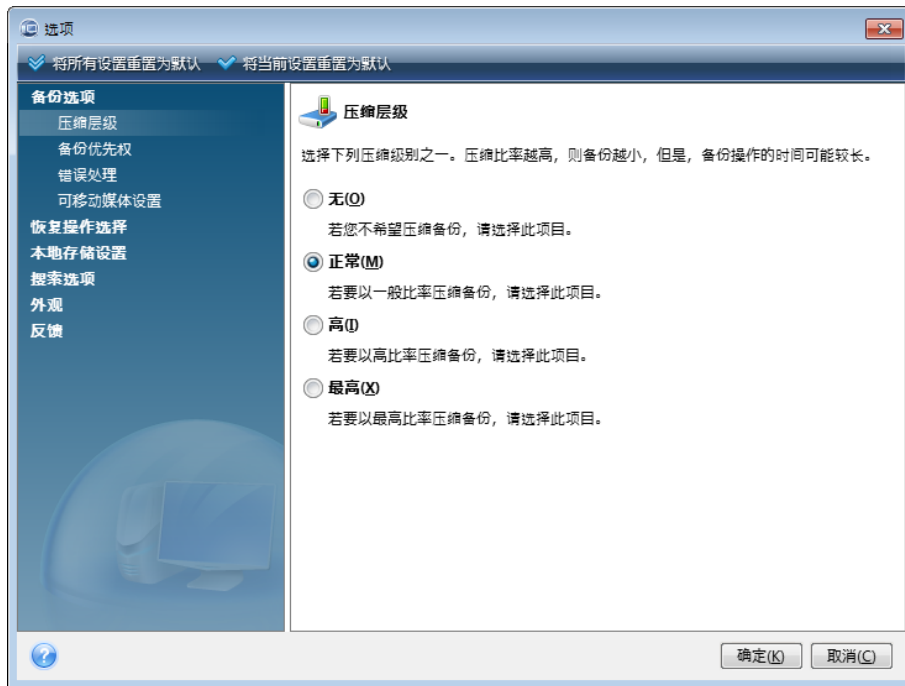 选项
将所有设置重置为默认 将当前设置重置为默认
备份选项
压缩层级
备份优先权
错误处理
可移动媒体设置
恢复操作选择
本地存储设置
搜索选项
外观
反馈
压缩层级
选择下列压缩级别之一。压缩比率越高，则备份越小，但是，备份操作的时间可能较长。
无(O)
若您不希望压缩备份，请选择此项目。
正常(M)
若要以一般比率压缩备份，请选择此项目。
高(I)
若要以高比率压缩备份，请选择此项目。
最高(X)
若要以最高比率压缩备份，请选择此项目。
确定(K) 取消(C)